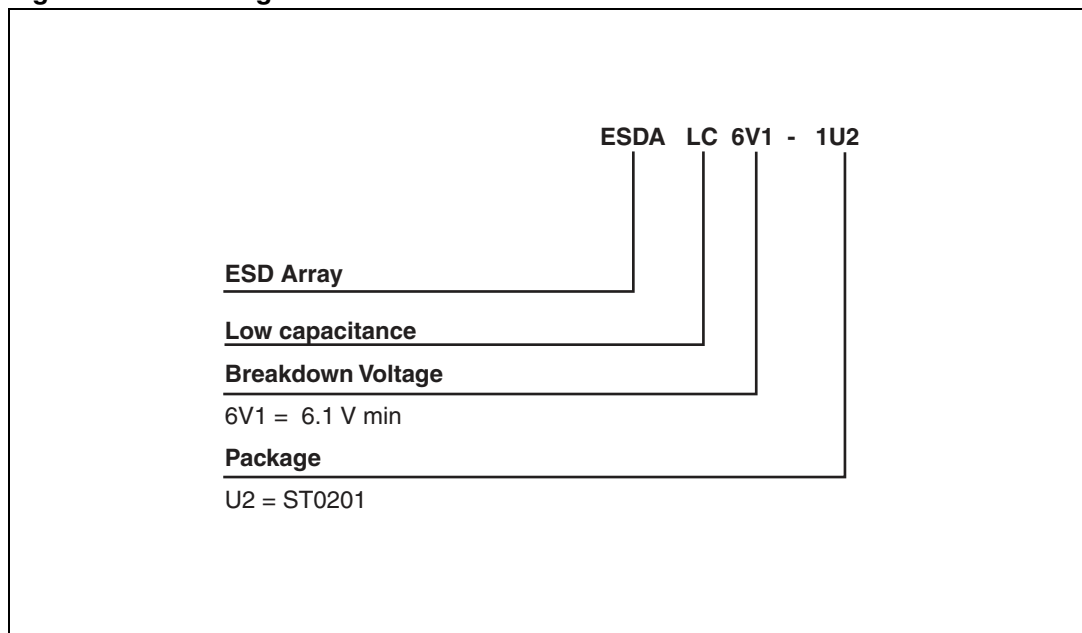 ESDA LC 6V1 - 1U2
ESD Array
Low capacitance
Breakdown Voltage
6V1 = 6.1 V min
Package
U2 = ST0201